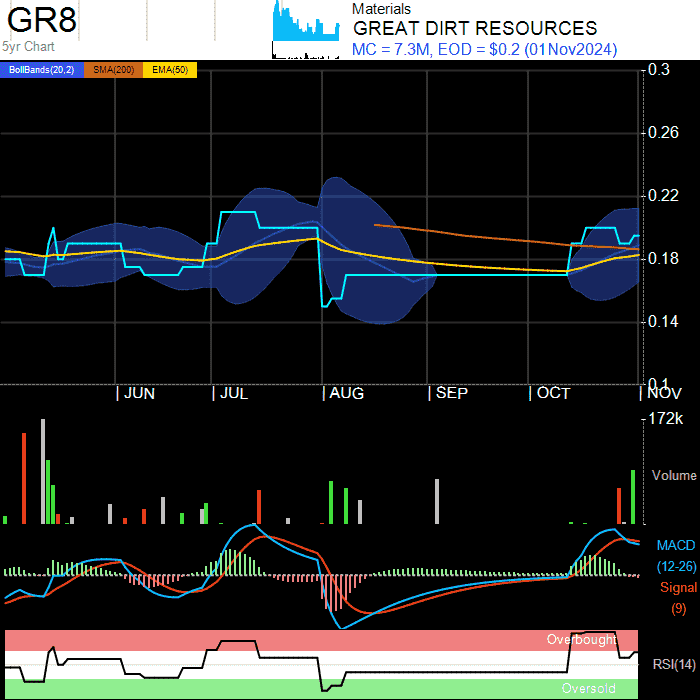 GR8
5yr Chart
Materials
GREAT DIRT RESOURCES
MC = 7.3M, EOD = $0.2 (01Nov2024)
BollBands(20,2) SMA(200) EMA(50)
0.3
0.26
0.22
0.18
0.14
0.1
JUN JUL AUG SEP OCT NOV
172k
Volume
MACD
(12-26)
Signal
(9)
Overbought
RSI(14)
Oversold